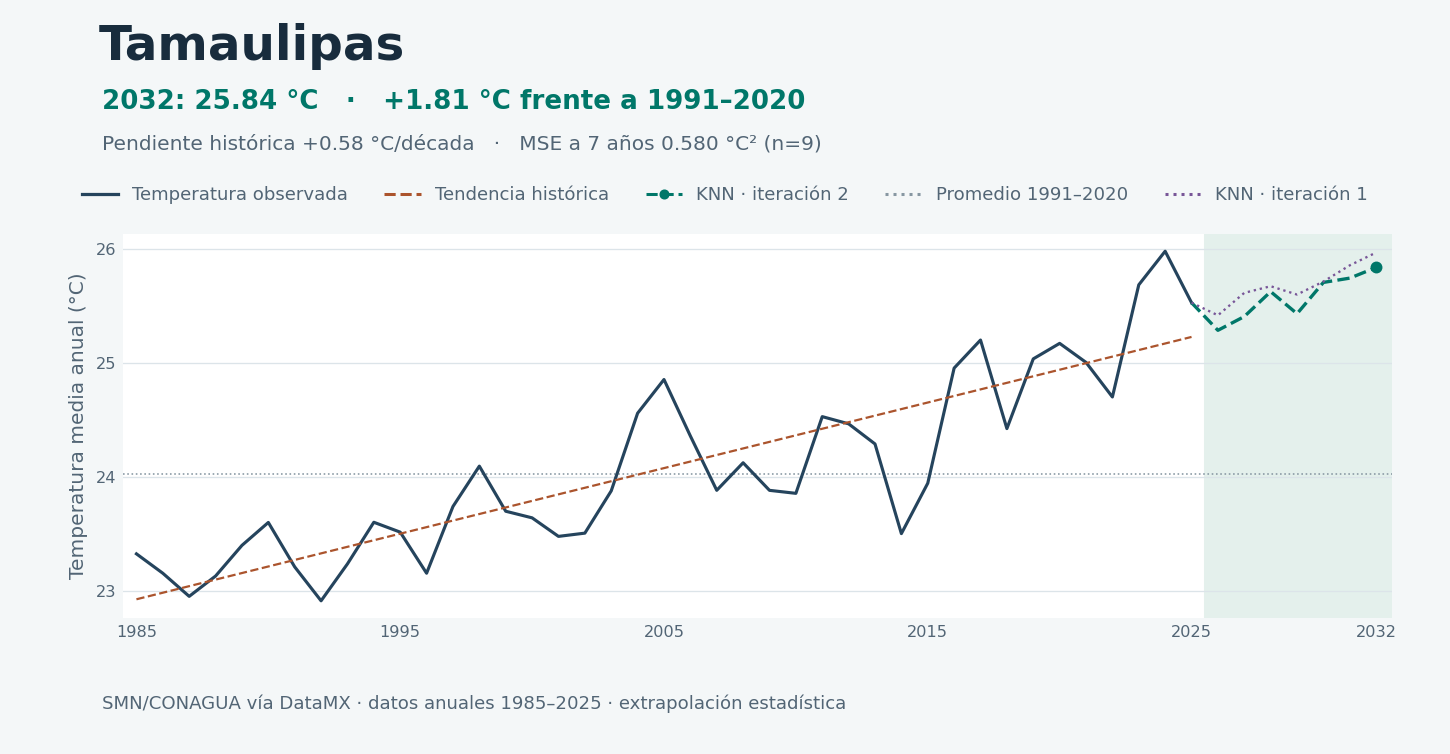 Tamaulipas
2032: 25.84 °C · +1.81 °C frente a 1991–2020
Pendiente histórica +0.58 °C/década · MSE a 7 años 0.580 °C² (n=9)
Temperatura observada Tendencia histórica KNN · iteración 2 Promedio 1991–2020 KNN · iteración 1
Temperatura media anual (°C)
26
25
24
23
1985 1995 2005 2015 2025 2032
SMN/CONAGUA vía DataMX · datos anuales 1985–2025 · extrapolación estadística